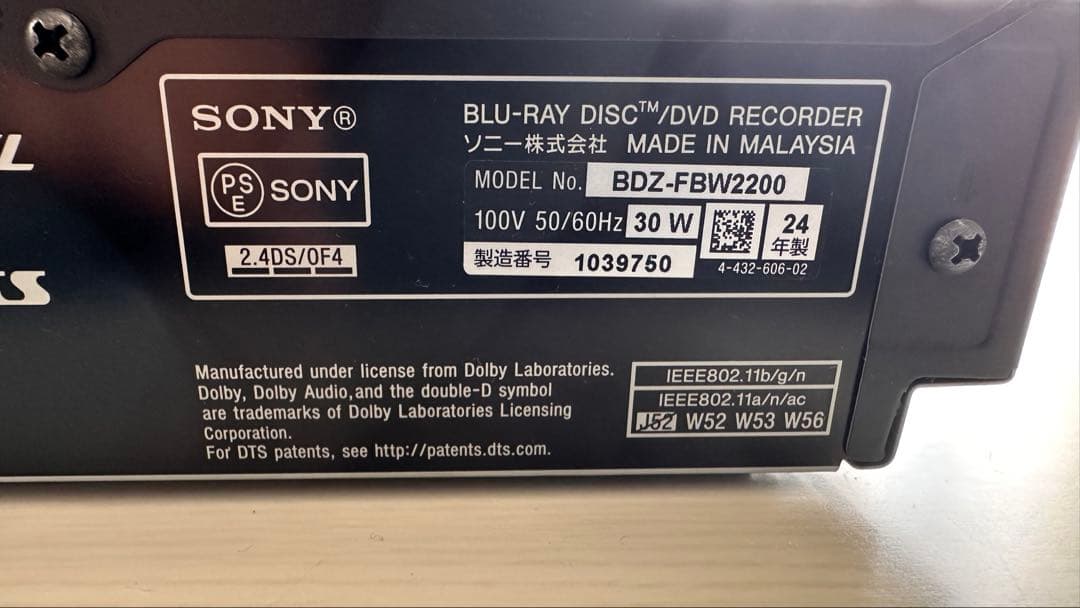 SONY®
PSE SONY
2.4DS/OF4
BLU-RAY DISC™/DVD RECORDER
ソニー株式会社 MADE IN MALAYSIA
MODEL No. BDZ-FBW2200
100V 50/60Hz 30 W
24
年製
製造番号 1039750
4-432-606-02
Manufactured under license from Dolby Laboratories.
Dolby, Dolby Audio,and the double-D symbol
are trademarks of Dolby Laboratories Licensing
Corporation.
For DTS patents, see http://patents.dts.com.
IEEE802.11b/g/n
IEEE802.11a/n/ac
J52 W52 W53 W56